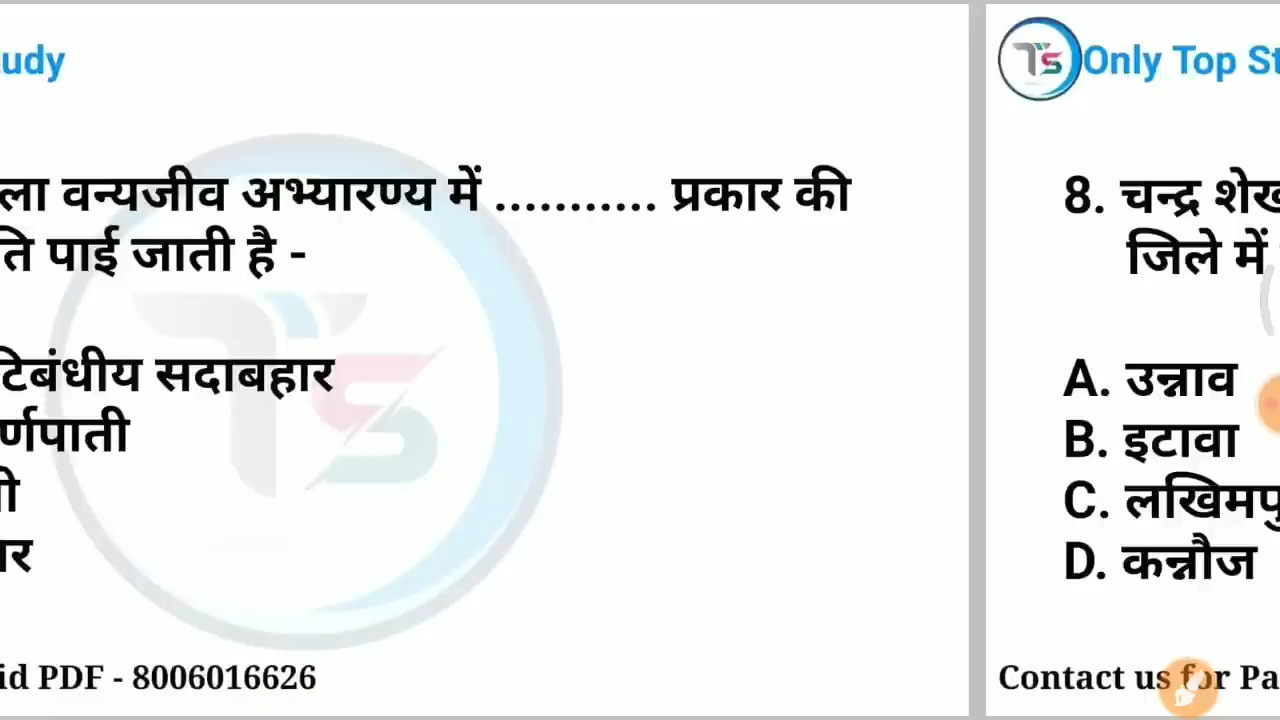 udy
ला वन्यजीव अभ्यारण्य में ........... प्रकार की
ति पाई जाती है -
टिबंधीय सदाबहार
र्णपाती
ी
ार
id PDF - 8006016626
TS Only Top St
8. चन्द्र शेख
जिले में
A. उन्नाव
B. इटावा
C. लखिमपु
D. कन्नौज
Contact us for Pa